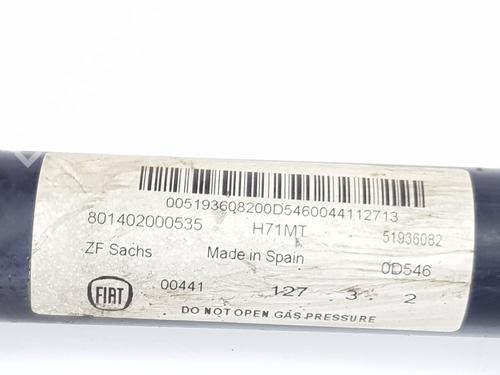 005193608200D5460044112713
801402000535 H71MT 51936082
ZF Sachs Made in Spain 0D546
FIAT 00441 127 3 2
DO NOT OPEN GAS PRESSURE